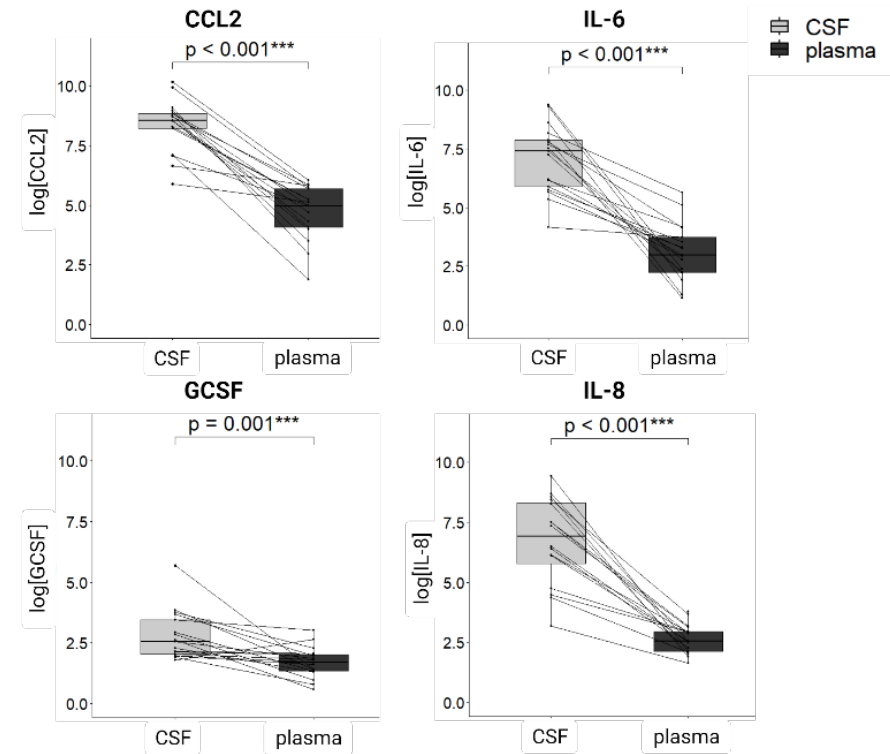 CCL2
p < 0.001***
log[CCL2]
10.0
7.5
5.0
2.5
0.0
CSF
plasma
IL-6
p < 0.001***
log[IL-6]
10.0
7.5
5.0
2.5
0.0
CSF
plasma
CSF
plasma
GCSF
p = 0.001***
log[GCSF]
10.0
7.5
5.0
2.5
0.0
CSF
plasma
IL-8
p < 0.001***
log[IL-8]
10.0
7.5
5.0
2.5
0.0
CSF
plasma